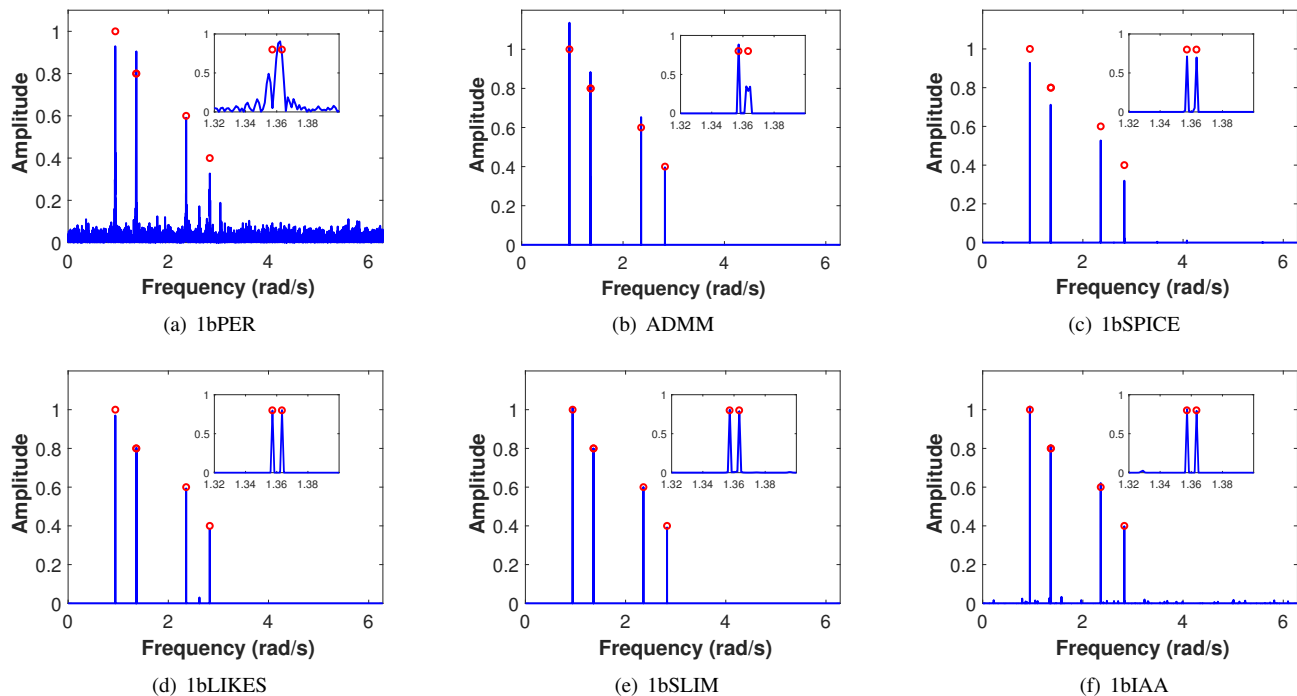 1
0.8
0.6
0.4
0.2
0
Amplitude
0 2 4 6
Frequency (rad/s)
1
0.5
0
1.32 1.34 1.36 1.38
(a) 1bPER
1
0.8
0.6
0.4
0.2
0
Amplitude
0 2 4 6
Frequency (rad/s)
1
0.5
0
1.32 1.34 1.36 1.38
(b) ADMM
1
0.8
0.6
0.4
0.2
0
Amplitude
0 2 4 6
Frequency (rad/s)
1
0.5
0
1.32 1.34 1.36 1.38
(c) 1bSPICE
1
0.8
0.6
0.4
0.2
0
Amplitude
0 2 4 6
Frequency (rad/s)
1
0.5
0
1.32 1.34 1.36 1.38
(d) 1bLIKES
1
0.8
0.6
0.4
0.2
0
Amplitude
0 2 4 6
Frequency (rad/s)
1
0.5
0
1.32 1.34 1.36 1.38
(e) 1bSLIM
1
0.8
0.6
0.4
0.2
0
Amplitude
0 2 4 6
Frequency (rad/s)
1
0.5
0
1.32 1.34 1.36 1.38
(f) 1bIAA